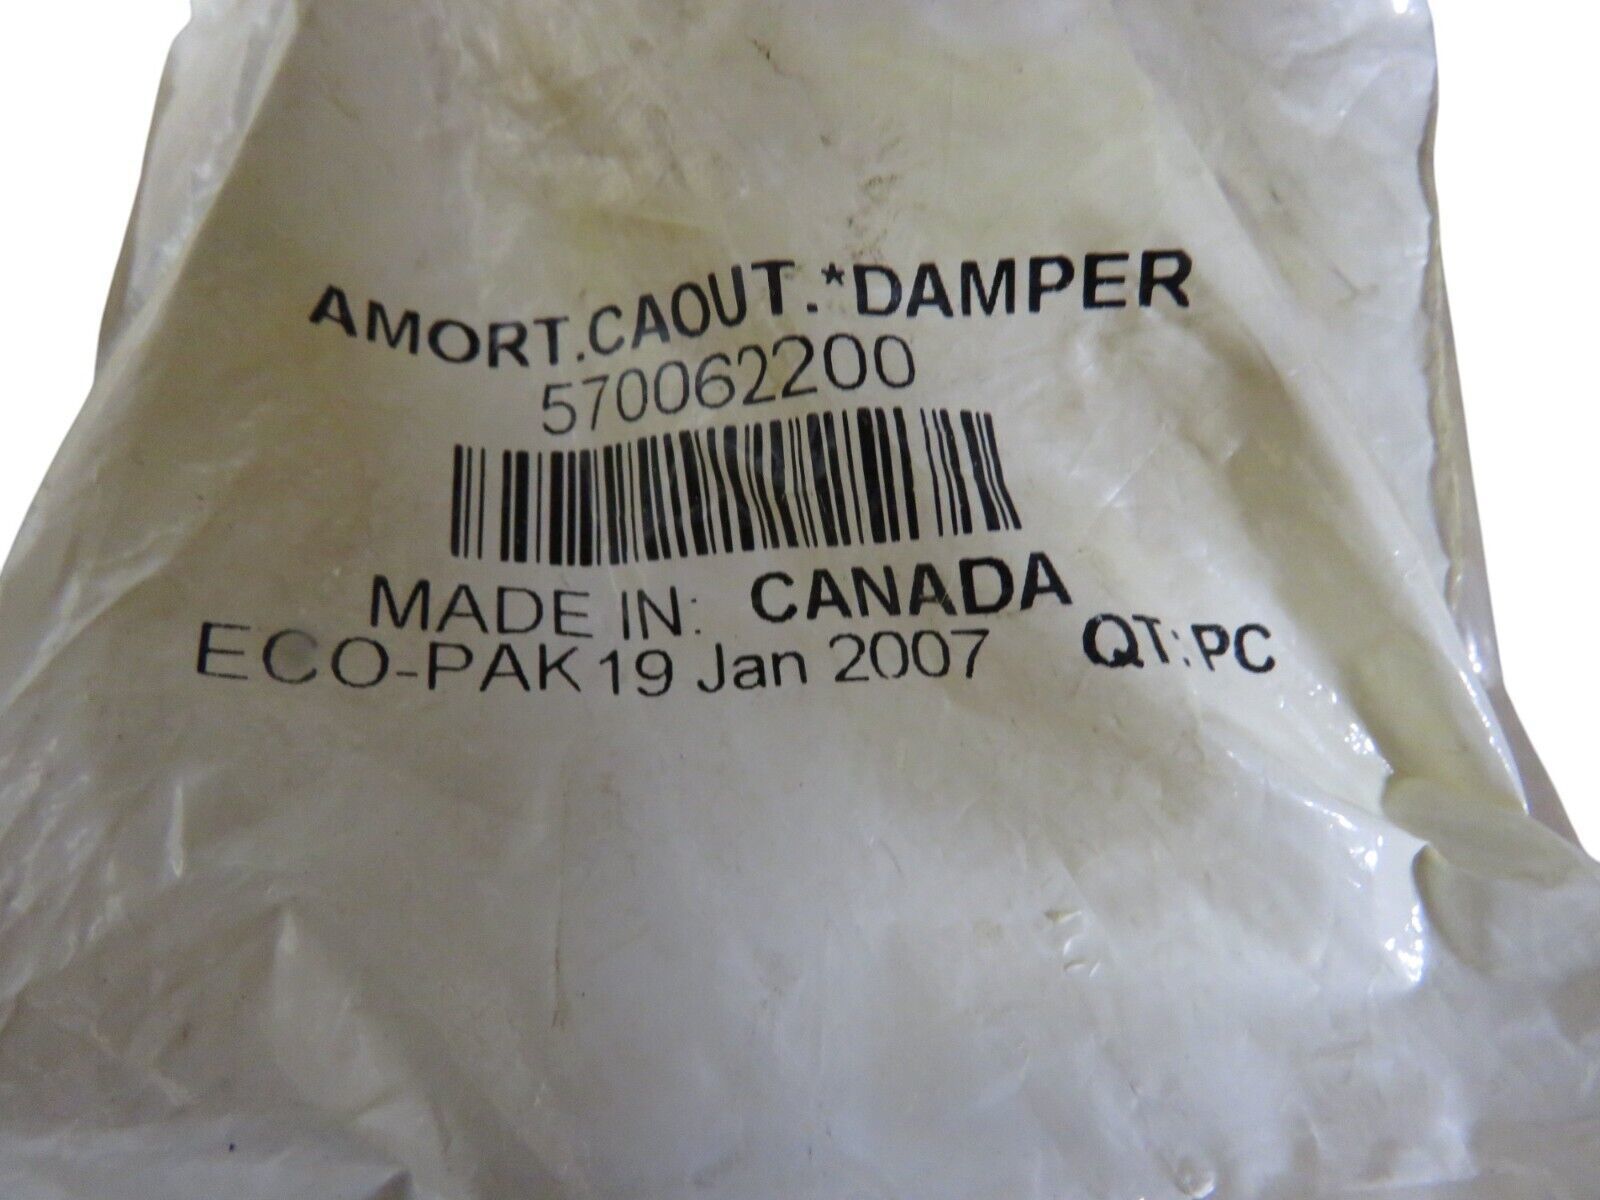 AMORT.CAOUT.*DAMPER
570062200
MADE IN: CANADA
ECO-PAK 19 Jan 2007 QT:PC